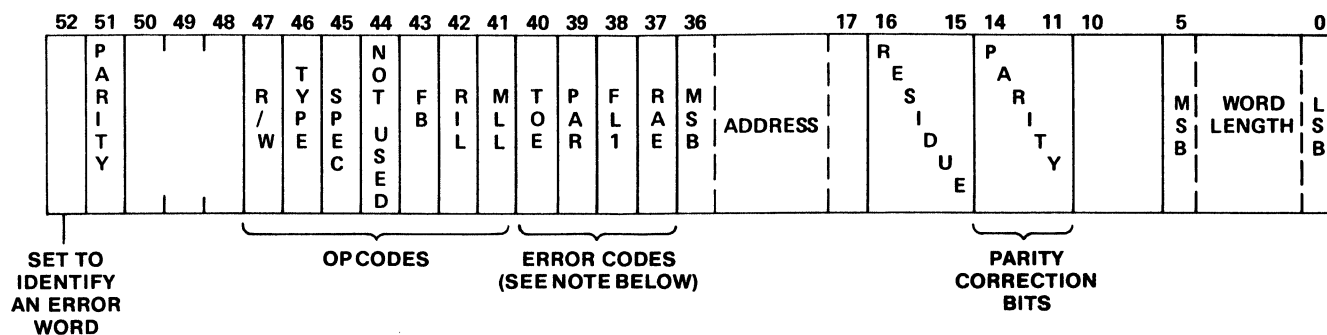 52 51 50 49 48 47 46 45 44 43 42 41 40 39 38 37 36 17 16 15 14 11 10 5 0
PARITY
R/W
TYPE
SPEC
NOT USED
FB
RIL
MLL
TOE
PAR
FL1
RAE
MSB
ADDRESS
RESIDUE
PARITY
MSB
WORD
LENGTH
LSB
SET TO
IDENTIFY
AN ERROR
WORD
OP CODES
ERROR CODES
(SEE NOTE BELOW)
PARITY
CORRECTION
BITS